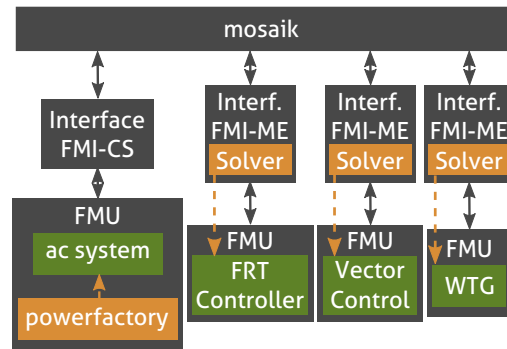 mosaik
Interface
FMI-CS
Interf.
FMI-ME
Solver
Interf.
FMI-ME
Solver
Interf.
FMI-ME
Solver
FMU
ac system
powerfactory
FMU
FRT
Controller
FMU
Vector
Control
FMU
WTG